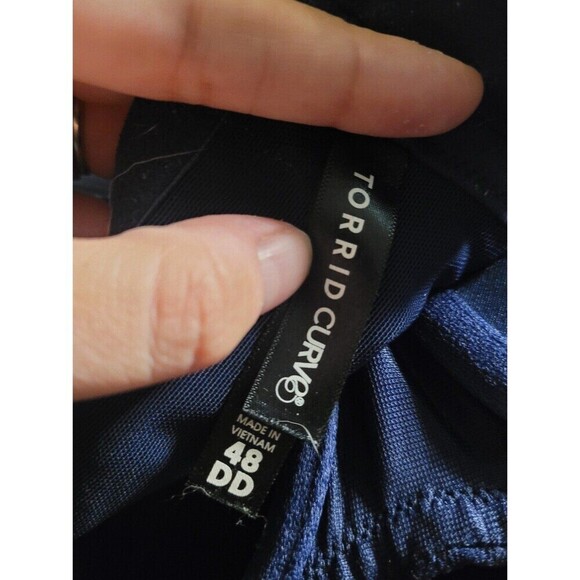 TORRID CURVE®
MADE IN
VIETNAM
48
DD